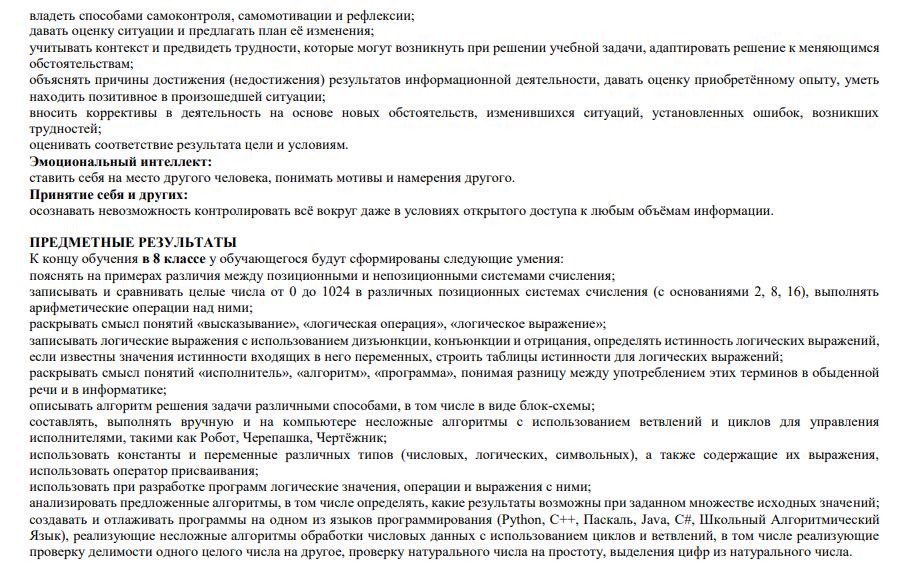 владеть способами самоконтроля, самомотивации и рефлексии;
давать оценку ситуации и предлагать план её изменения;
учитывать контекст и предвидеть трудности, которые могут возникнуть при решении учебной задачи, адаптировать решение к меняющимся
обстоятельствам;
объяснять причины достижения (недостижения) результатов информационной деятельности, давать оценку приобретённому опыту, уметь
находить позитивное в произошедшей ситуации;
вносить коррективы в деятельность на основе новых обстоятельств, изменившихся ситуаций, установленных ошибок, возникших
трудностей;
оценивать соответствие результата цели и условиям.
Эмоциональный интеллект:
ставить себя на место другого человека, понимать мотивы и намерения другого.
Принятие себя и других:
осознавать невозможность контролировать всё вокруг даже в условиях открытого доступа к любым объёмам информации.
ПРЕДМЕТНЫЕ РЕЗУЛЬТАТЫ
К концу обучения в 8 классе у обучающегося будут сформированы следующие умения:
пояснять на примерах различия между позиционными и непозиционными системами счисления;
записывать и сравнивать целые числа от 0 до 1024 в различных позиционных системах счисления (с основаниями 2, 8, 16), выполнять
арифметические операции над ними;
раскрывать смысл понятий «высказывание», «логическая операция», «логическое выражение»;
записывать логические выражения с использованием дизъюнкции, конъюнкции и отрицания, определять истинность логических выражений,
если известны значения истинности входящих в него переменных, строить таблицы истинности для логических выражений;
раскрывать смысл понятий «исполнитель», «алгоритм», «программа», понимая разницу между употреблением этих терминов в обыденной
речи и в информатике;
описывать алгоритм решения задачи различными способами, в том числе в виде блок-схемы;
составлять, выполнять вручную и на компьютере несложные алгоритмы с использованием ветвлений и циклов для управления
исполнителями, такими как Робот, Черепашка, Чертёжник;
использовать константы и переменные различных типов (числовых, логических, символьных), а также содержащие их выражения,
использовать оператор присваивания;
использовать при разработке программ логические значения, операции и выражения с ними;
анализировать предложенные алгоритмы, в том числе определять, какие результаты возможны при заданном множестве исходных значений;
создавать и отлаживать программы на одном из языков программирования (Python, C++, Паскаль, Java, C#, Школьный Алгоритмический
Язык), реализующие несложные алгоритмы обработки числовых данных с использованием циклов и ветвлений, в том числе реализующие
проверку делимости одного целого числа на другое, проверку натурального числа на простоту, выделения цифр из натурального числа.